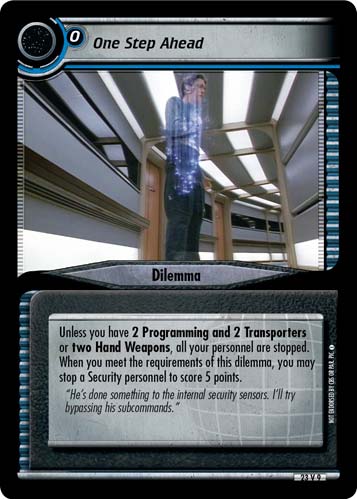 0 One Step Ahead
Dilemma
Unless you have 2 Programming and 2 Transporters
or two Hand Weapons, all your personnel are stopped.
When you meet the requirements of this dilemma, you may
stop a Security personnel to score 5 points.
"He's done something to the internal security sensors. I'll try
bypassing his subcommands."
NOT ENDORSED BY CBS OR PAR. PIC.
23 V 9